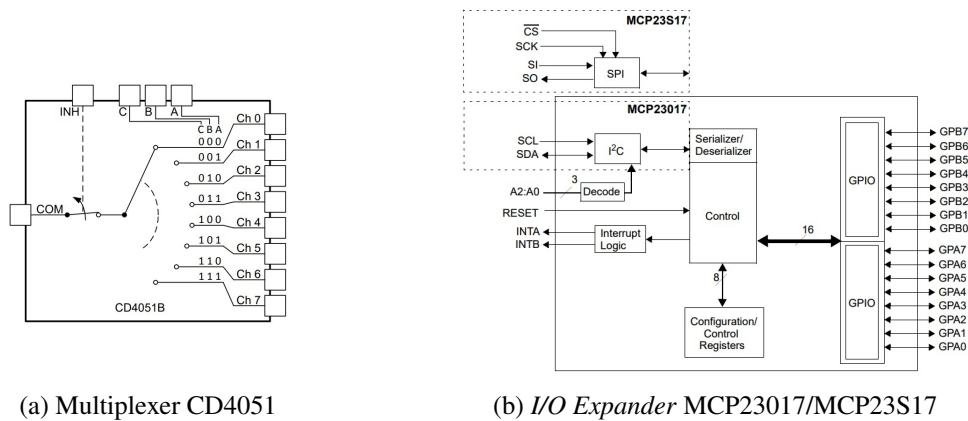 INH
C
B
A
C B A
Ch 0
0 0 0
Ch 1
0 0 1
Ch 2
0 1 0
Ch 3
0 1 1
COM
Ch 4
1 0 0
Ch 5
1 0 1
Ch 6
1 1 0
Ch 7
1 1 1
CD4051B
(a) Multiplexer CD4051
MCP23S17
CS
SCK
SI
SO
SPI
MCP23017
SCL
SDA
I2C
Serializer/
Deserializer
A2:A0
3
Decode
RESET
Control
INTA
INTB
Interrupt
Logic
16
8
Configuration/
Control
Registers
GPIO
GPB7
GPB6
GPB5
GPB4
GPB3
GPB2
GPB1
GPB0
GPIO
GPA7
GPA6
GPA5
GPA4
GPA3
GPA2
GPA1
GPA0
(b) I/O Expander MCP23017/MCP23S17